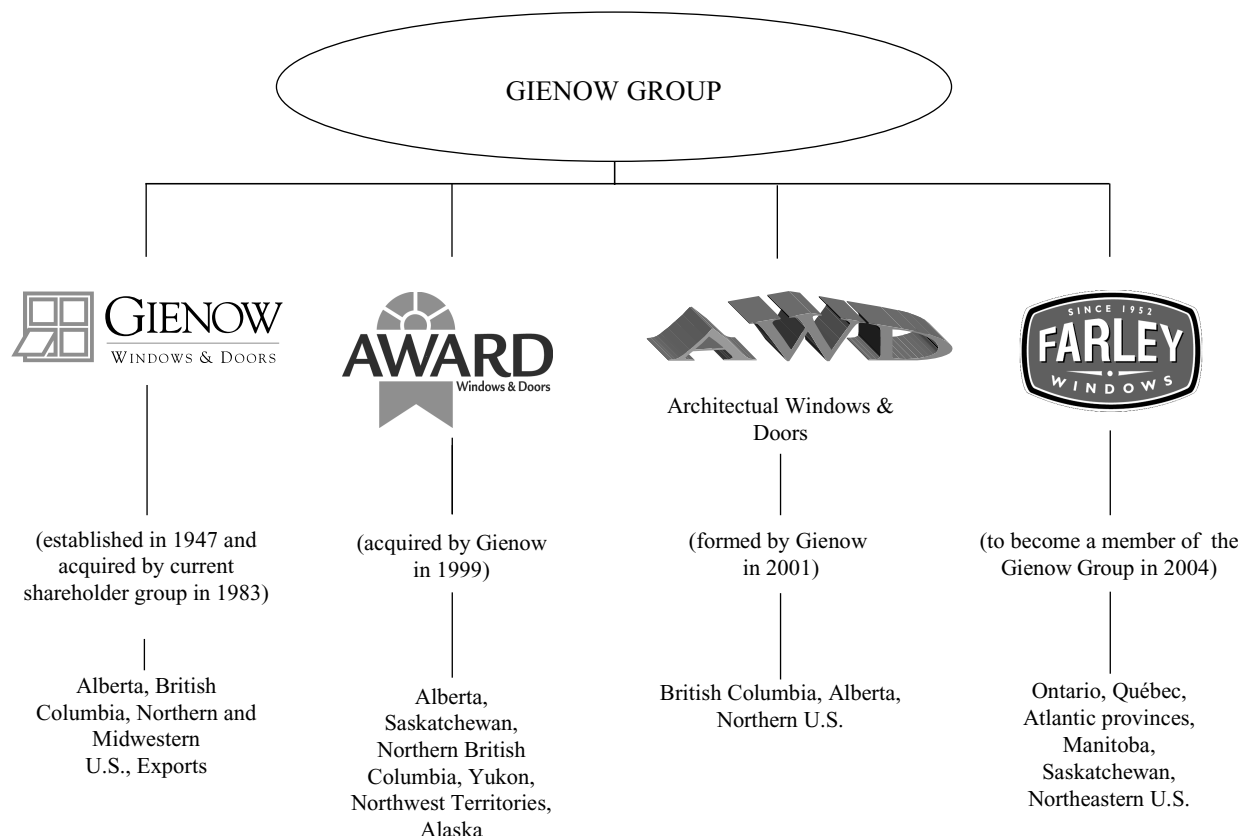 GIENOW GROUP
GIENOW
WINDOWS & DOORS
(established in 1947 and
acquired by current
shareholder group in 1983)
Alberta, British
Columbia, Northern and
Midwestern
U.S., Exports
AWARD
Windows & Doors
(acquired by Gienow
in 1999)
Alberta,
Saskatchewan,
Northern British
Columbia, Yukon,
Northwest Territories,
Alaska
AWD
Architectual Windows &
Doors
(formed by Gienow
in 2001)
British Columbia, Alberta,
Northern U.S.
SINCE 1952
FARLEY
WINDOWS
(to become a member of the
Gienow Group in 2004)
Ontario, Québec,
Atlantic provinces,
Manitoba,
Saskatchewan,
Northeastern U.S.